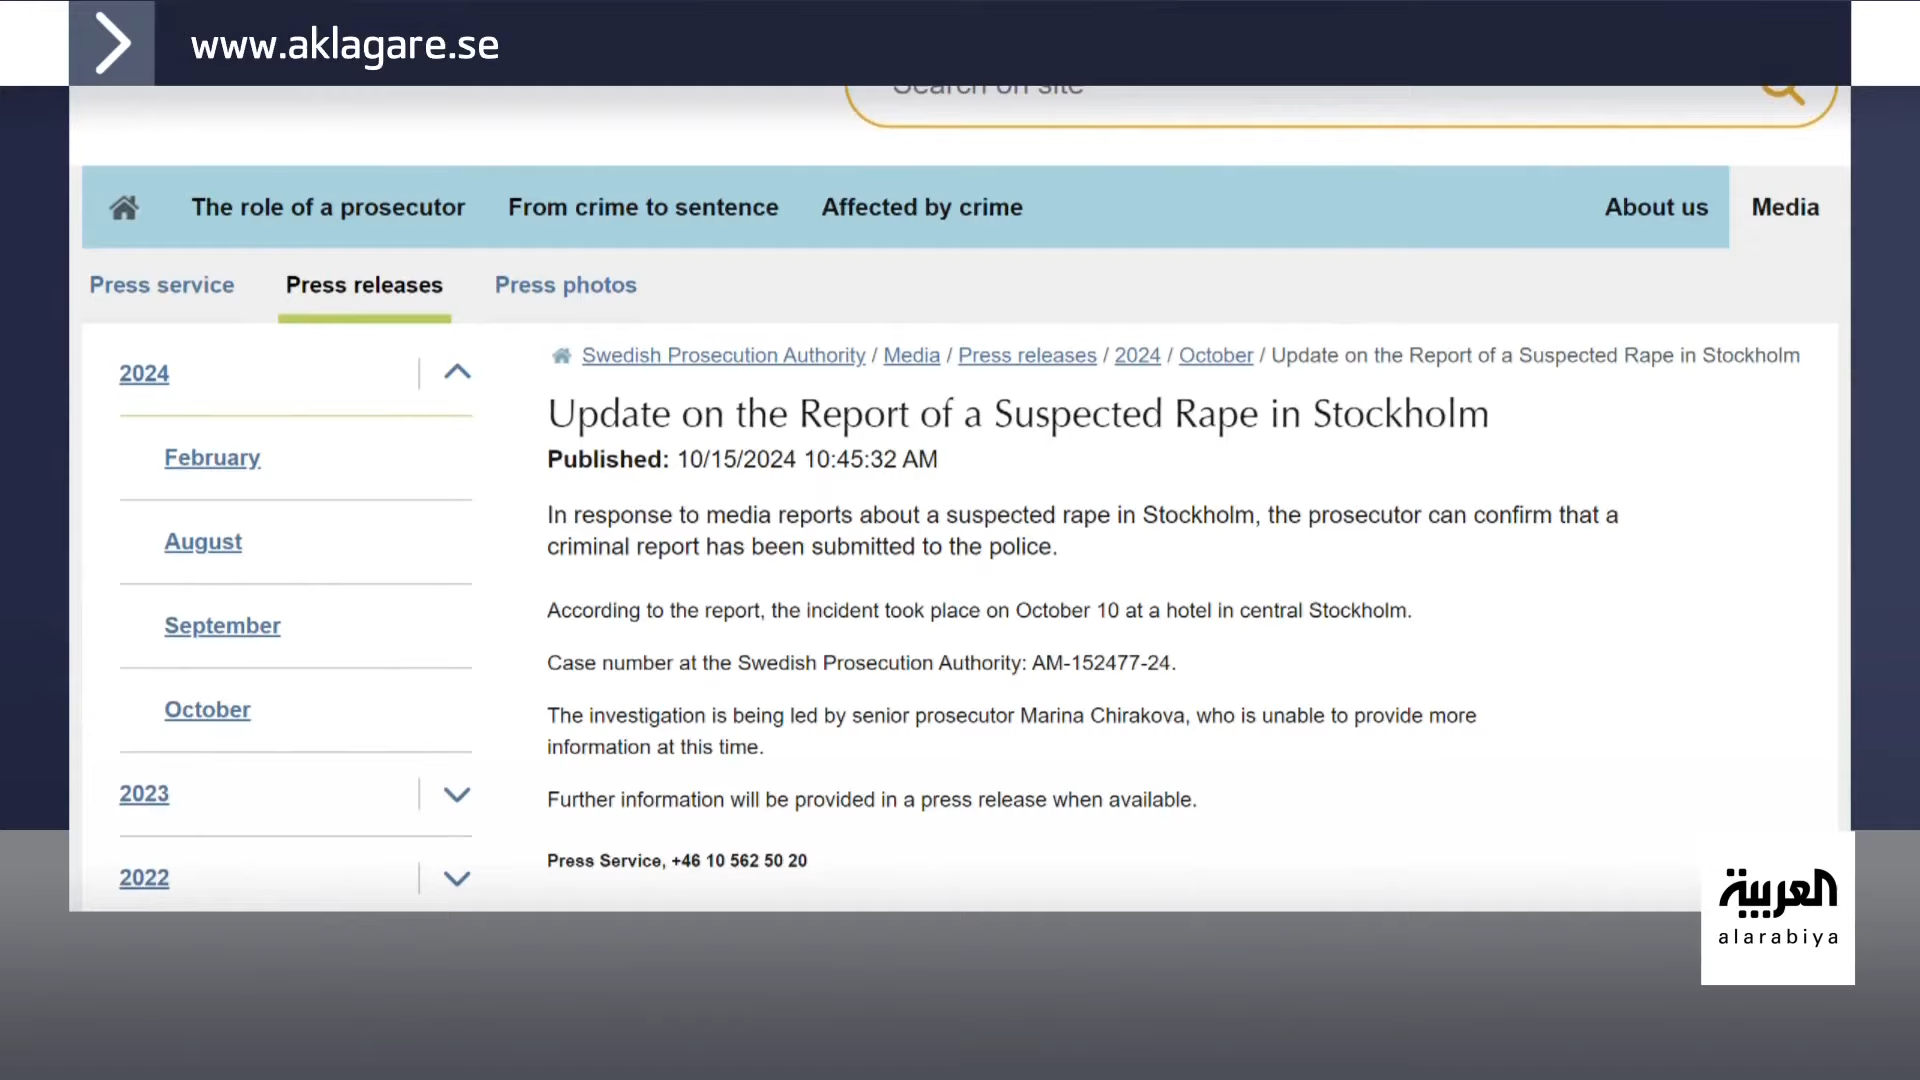 www.aklagare.se
Search on site
The role of a prosecutor
From crime to sentence
Affected by crime
About us
Media
Press service
Press releases
Press photos
2024
February
August
September
October
2023
2022
Swedish Prosecution Authority / Media / Press releases / 2024 / October / Update on the Report of a Suspected Rape in Stockholm
Update on the Report of a Suspected Rape in Stockholm
Published: 10/15/2024 10:45:32 AM
In response to media reports about a suspected rape in Stockholm, the prosecutor can confirm that a
criminal report has been submitted to the police.
According to the report, the incident took place on October 10 at a hotel in central Stockholm.
Case number at the Swedish Prosecution Authority: AM-152477-24.
The investigation is being led by senior prosecutor Marina Chirakova, who is unable to provide more
information at this time.
Further information will be provided in a press release when available.
Press Service, +46 10 562 50 20
العربية
alarabiya